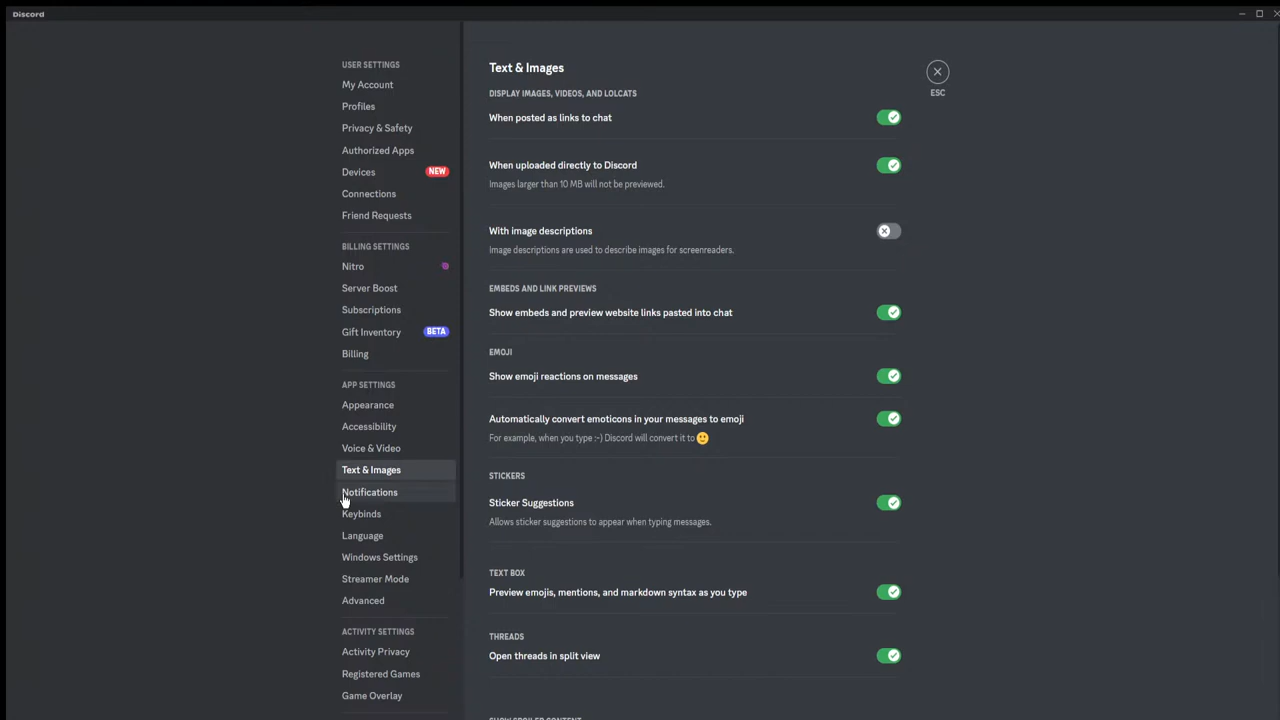 Discord
USER SETTINGS
My Account
Profiles
Privacy & Safety
Authorized Apps
Devices NEW
Connections
Friend Requests
BILLING SETTINGS
Nitro
Server Boost
Subscriptions
Gift Inventory BETA
Billing
APP SETTINGS
Appearance
Accessibility
Voice & Video
Text & Images
Notifications
Keybinds
Language
Windows Settings
Streamer Mode
Advanced
ACTIVITY SETTINGS
Activity Privacy
Registered Games
Game Overlay
Text & Images
ESC
DISPLAY IMAGES, VIDEOS, AND LOLCATS
When posted as links to chat
When uploaded directly to Discord
Images larger than 10 MB will not be previewed.
With image descriptions
Image descriptions are used to describe images for screenreaders.
EMBEDS AND LINK PREVIEWS
Show embeds and preview website links pasted into chat
EMOJI
Show emoji reactions on messages
Automatically convert emoticons in your messages to emoji
For example, when you type :-) Discord will convert it to 🙂
STICKERS
Sticker Suggestions
Allows sticker suggestions to appear when typing messages.
TEXT BOX
Preview emojis, mentions, and markdown syntax as you type
THREADS
Open threads in split view
SHOW SPOILER CONTENT